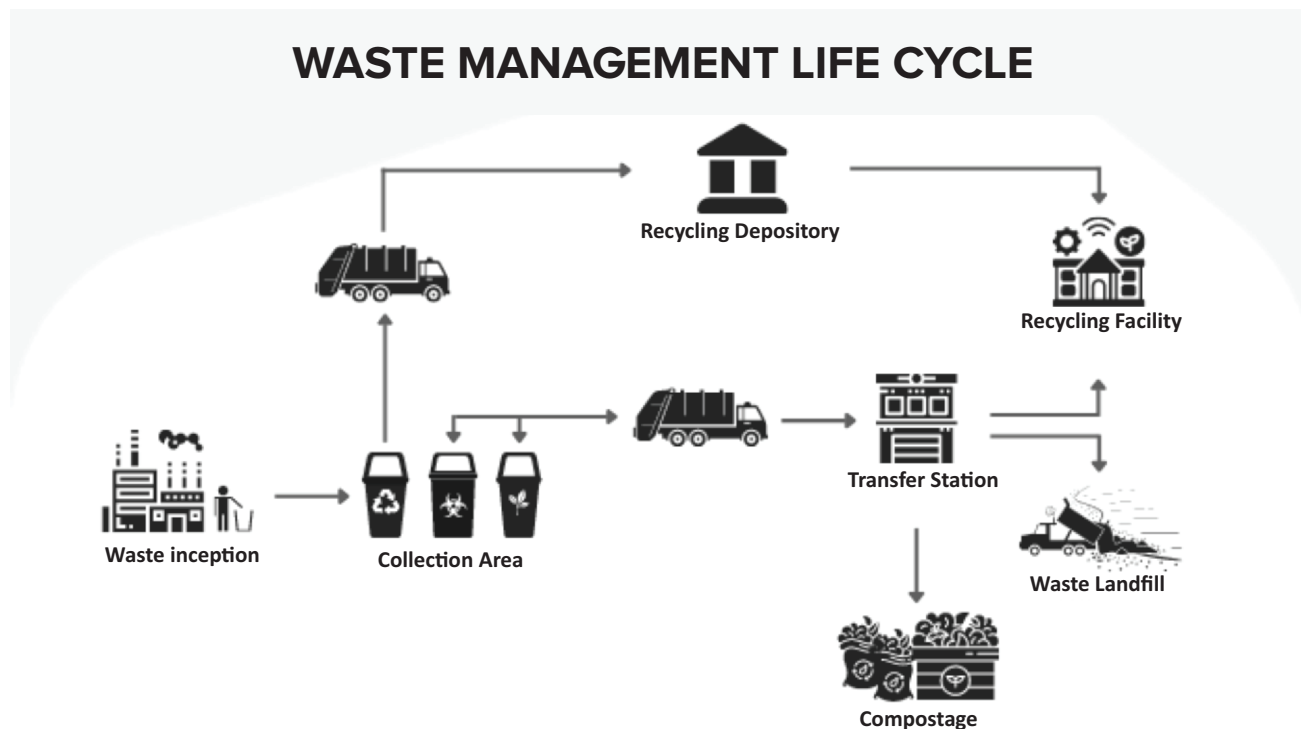 WASTE MANAGEMENT LIFE CYCLE
Recycling Depository
Recycling Facility
Transfer Station
Waste inception
Collection Area
Waste Landfill
Compostage